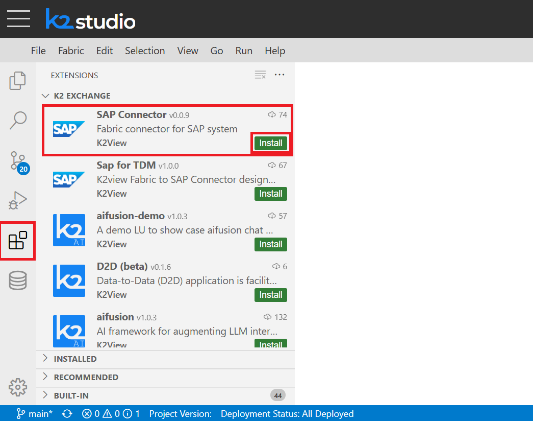 K2studio
File Fabric Edit Selection View Go Run Help
EXTENSIONS
K2 EXCHANGE
SAP
SAP Connector v0.0.9 74
Fabric connector for SAP system
K2View Install
SAP
Sap for TDM v1.0.0 67
K2view Fabric to SAP Connector design...
K2View Install
K2
AI
aifusion-demo v1.0.3 57
A demo LU to show case aifusion chat ...
K2View Install
K2
D2D (beta) v0.1.6 6
Data-to-Data (D2D) application is facilit...
K2View Install
K2
AI
aifusion v1.0.3 132
AI framework for augmenting LLM inter...
K2View Install
20
INSTALLED
RECOMMENDED
BUILT-IN 44
main* 0 0 1 Project Version: Deployment Status: All Deployed